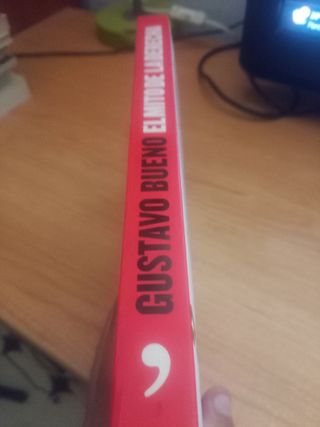 GUSTAVO BUENO EL MITO DE LA DERECHA